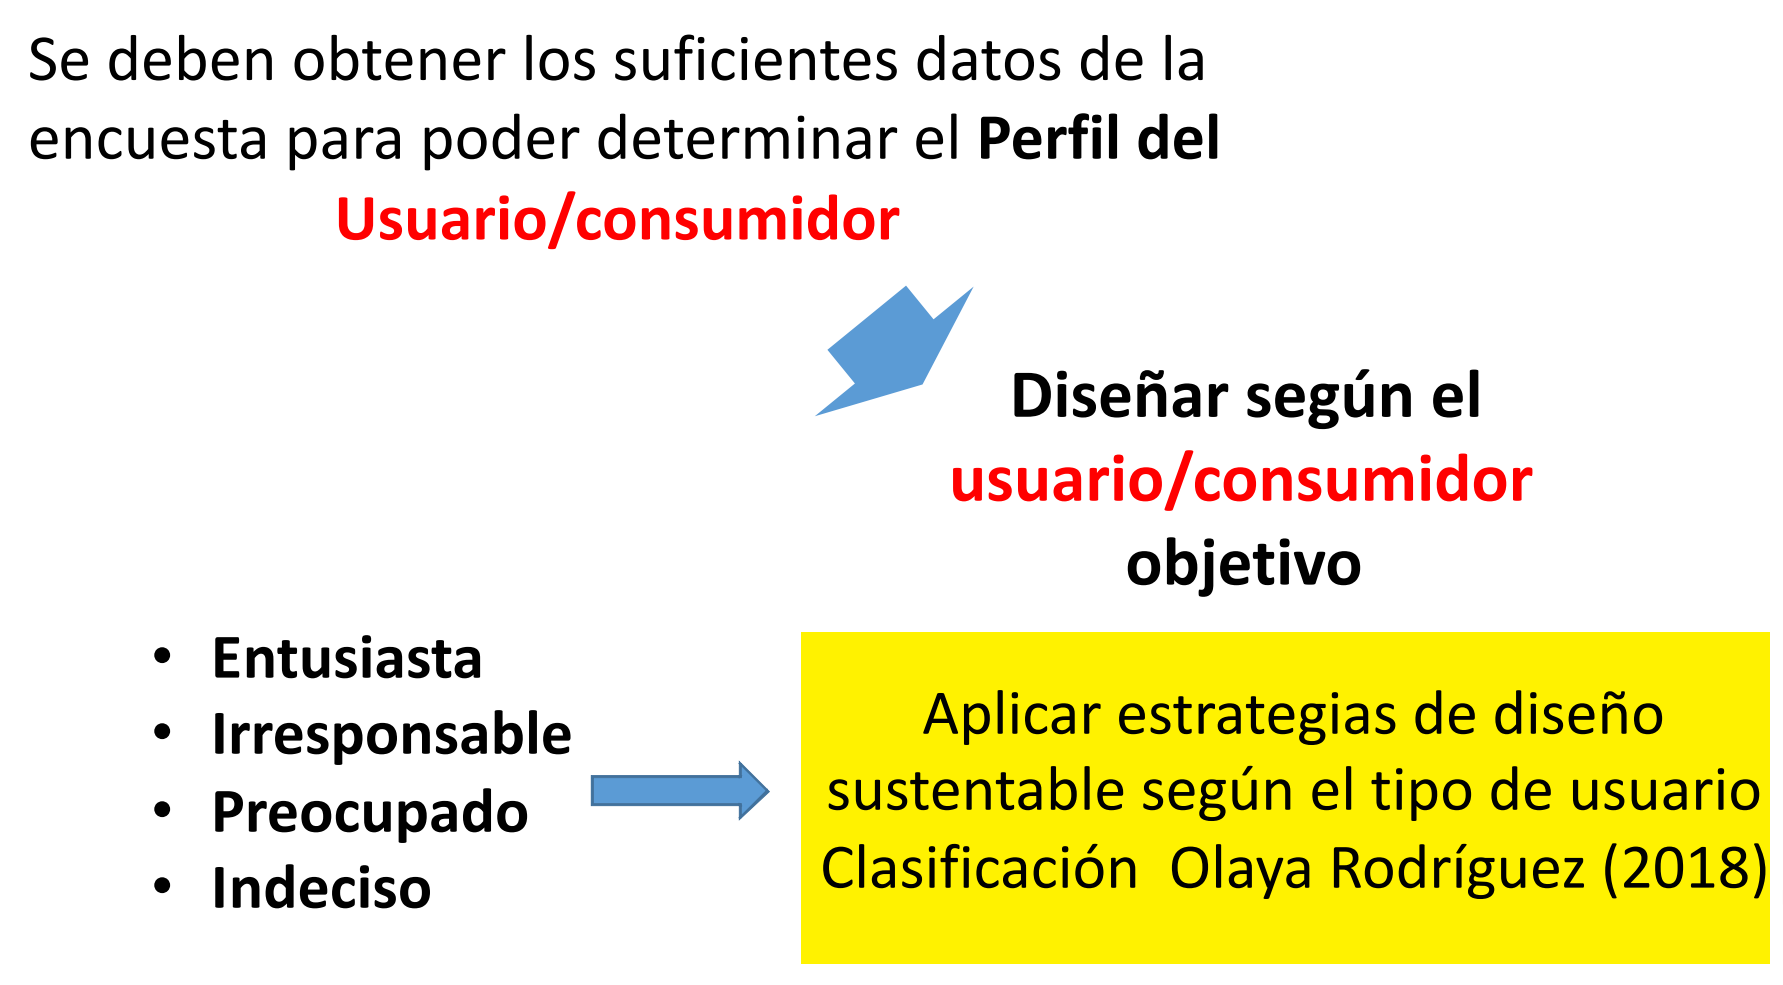 Se deben obtener los suficientes datos de la
encuesta para poder determinar el Perfil del
Usuario/consumidor
Diseñar según el
usuario/consumidor
objetivo
• Entusiasta
• Irresponsable
• Preocupado
• Indeciso
Aplicar estrategias de diseño
sustentable según el tipo de usuario
Clasificación  Olaya Rodríguez (2018)